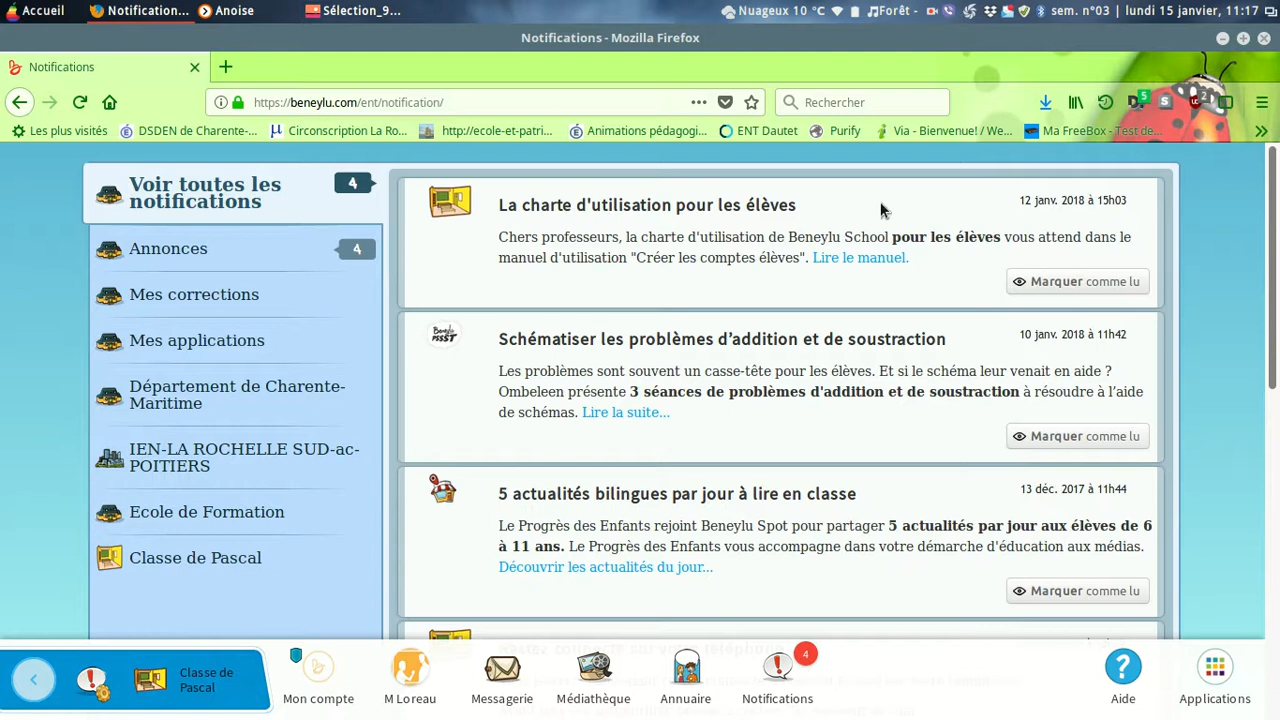 Accueil Notification... Anoise Sélection_9... Nuageux 10 °C Forêt - sem. n°03 | lundi 15 janvier, 11:17
Notifications - Mozilla Firefox
Notifications
https://beneylu.com/ent/notification/ Rechercher 5 2
Les plus visités DSDEN de Charente-... Circonscription La Ro... http://ecole-et-patri... Animations pédagogi... ENT Dautet Purify Via - Bienvenue! / We... Ma FreeBox - Test de...
Voir toutes les
notifications
4
Annonces
4
Mes corrections
Mes applications
Département de Charente-
Maritime
IEN-LA ROCHELLE SUD-ac-
POITIERS
Ecole de Formation
Classe de Pascal
La charte d'utilisation pour les élèves
12 janv. 2018 à 15h03
Chers professeurs, la charte d'utilisation de Beneylu School pour les élèves vous attend dans le
manuel d'utilisation "Créer les comptes élèves". Lire le manuel.
Marquer comme lu
Beneylu
PSSST
Schématiser les problèmes d’addition et de soustraction
10 janv. 2018 à 11h42
Les problèmes sont souvent un casse-tête pour les élèves. Et si le schéma leur venait en aide ?
Ombeleen présente 3 séances de problèmes d'addition et de soustraction à résoudre à l’aide
de schémas. Lire la suite...
Marquer comme lu
5 actualités bilingues par jour à lire en classe
13 déc. 2017 à 11h44
Le Progrès des Enfants rejoint Beneylu Spot pour partager 5 actualités par jour aux élèves de 6
à 11 ans. Le Progrès des Enfants vous accompagne dans votre démarche d'éducation aux médias.
Découvrir les actualités du jour...
Marquer comme lu
Classe de
Pascal
Mon compte
M Loreau
Messagerie
Médiathèque
Annuaire
4
Notifications
?
Aide
Applications